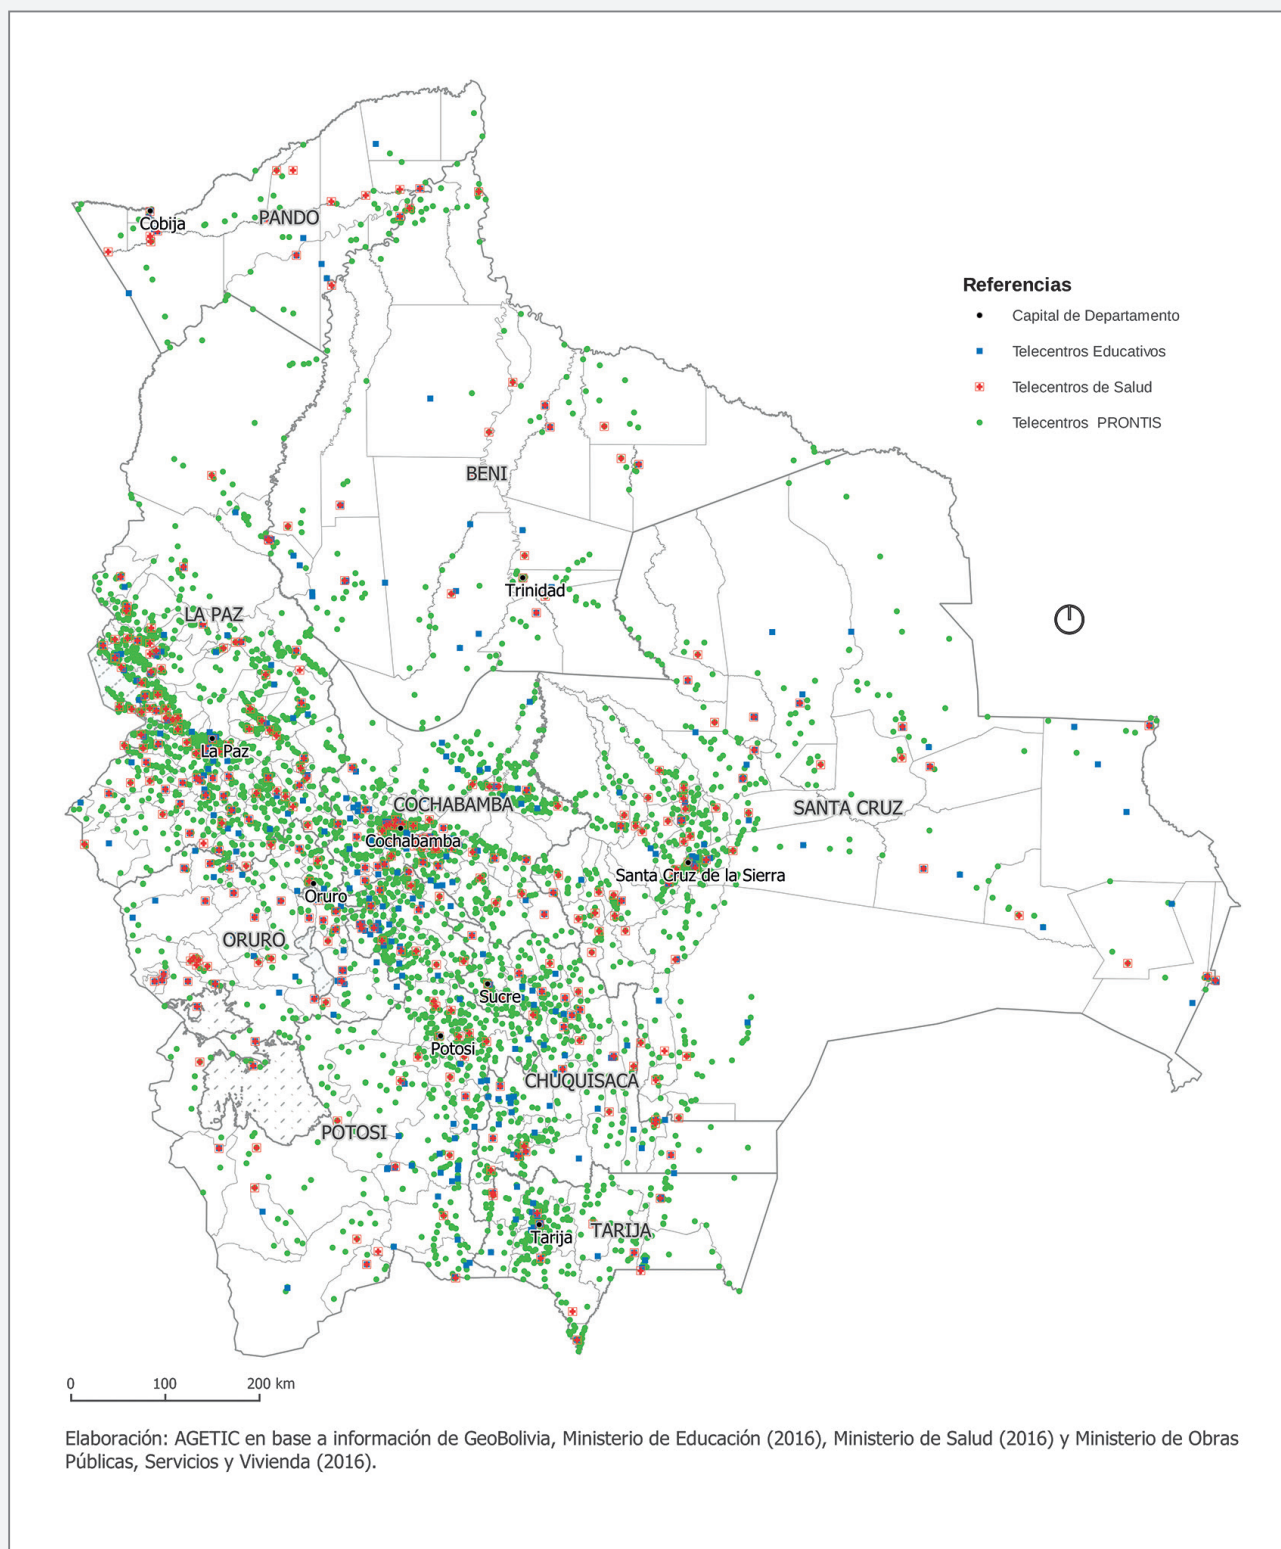 Cobija
PANDO
Referencias
Capital de Departamento
Telecentros Educativos
Telecentros de Salud
Telecentros PRONTIS
BENI
Trinidad
LA PAZ
La Paz
COCHABAMBA
SANTA CRUZ
Cochabamba
Santa Cruz de la Sierra
Oruro
ORURO
Sucre
Potosi
CHUQUISACA
POTOSI
TARIJA
Tarija
0 100 200 km
Elaboración: AGETIC en base a información de GeoBolivia, Ministerio de Educación (2016), Ministerio de Salud (2016) y Ministerio de Obras
Públicas, Servicios y Vivienda (2016).